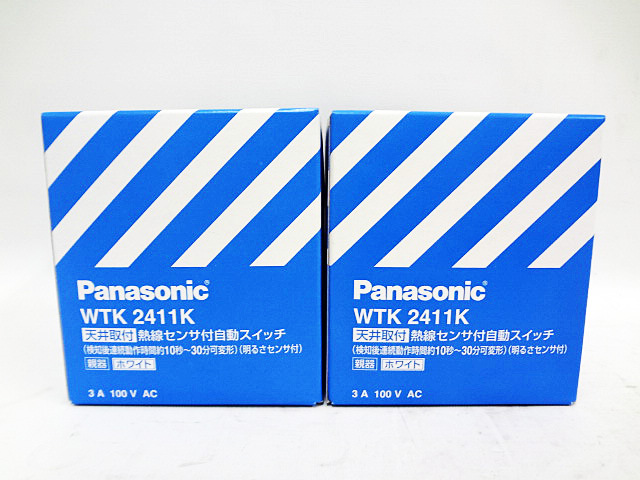 Panasonic®
WTK 2411K
天井取付 熱線センサ付自動スイッチ
(検知後連続動作時間約10秒～30分可変形)(明るさセンサ付)
親器 ホワイト
3 A 100 V AC
Panasonic®
WTK 2411K
天井取付 熱線センサ付自動スイッチ
(検知後連続動作時間約10秒～30分可変形)(明るさセンサ付)
親器 ホワイト
3 A 100 V AC